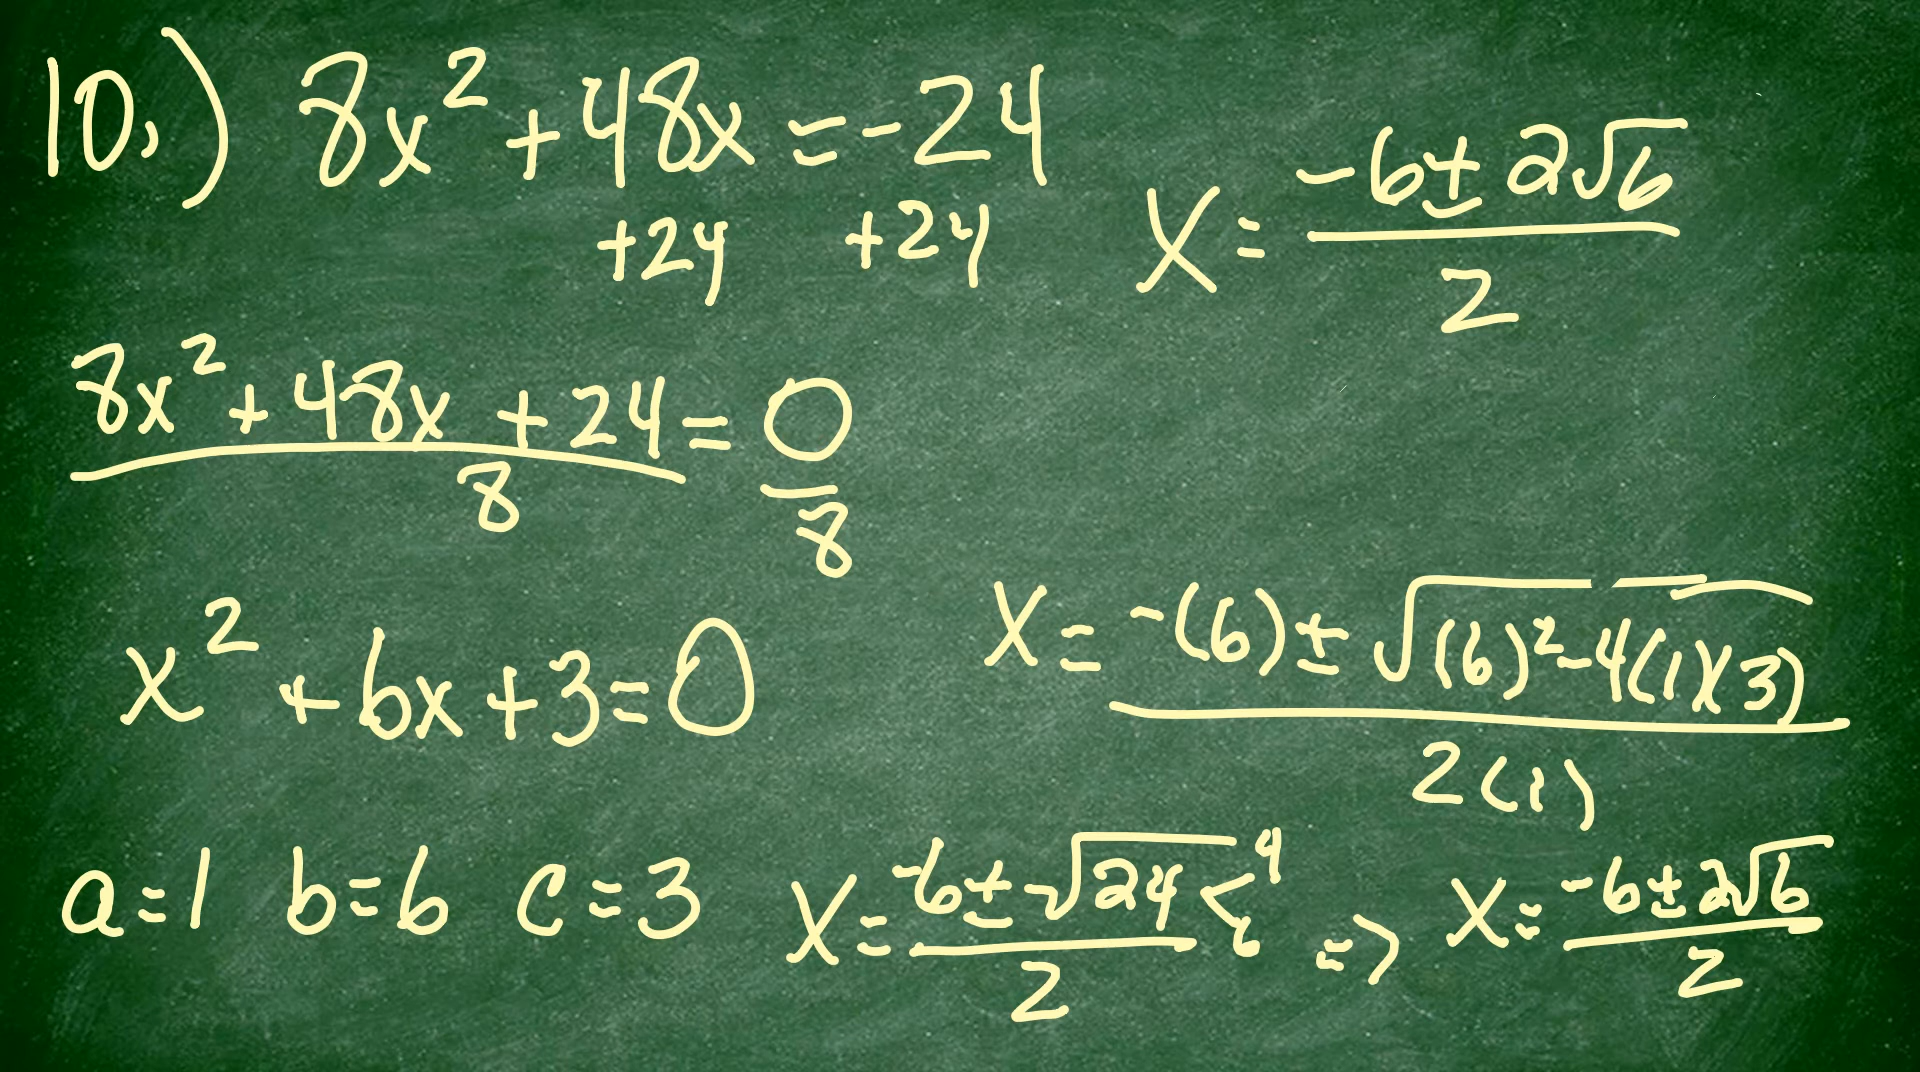 10.) 8x² + 48x = -24
+24 +24
8x² + 48x + 24 = 0
8 8
x² + 6x + 3 = 0
a = 1 b = 6 c = 3
x = -(6) ± √(6)² - 4(1)(3)
2(1)
x = -6 ± √24 < 4 6
2
=> x = -6 ± 2√6
2
x = -6 ± 2√6
2